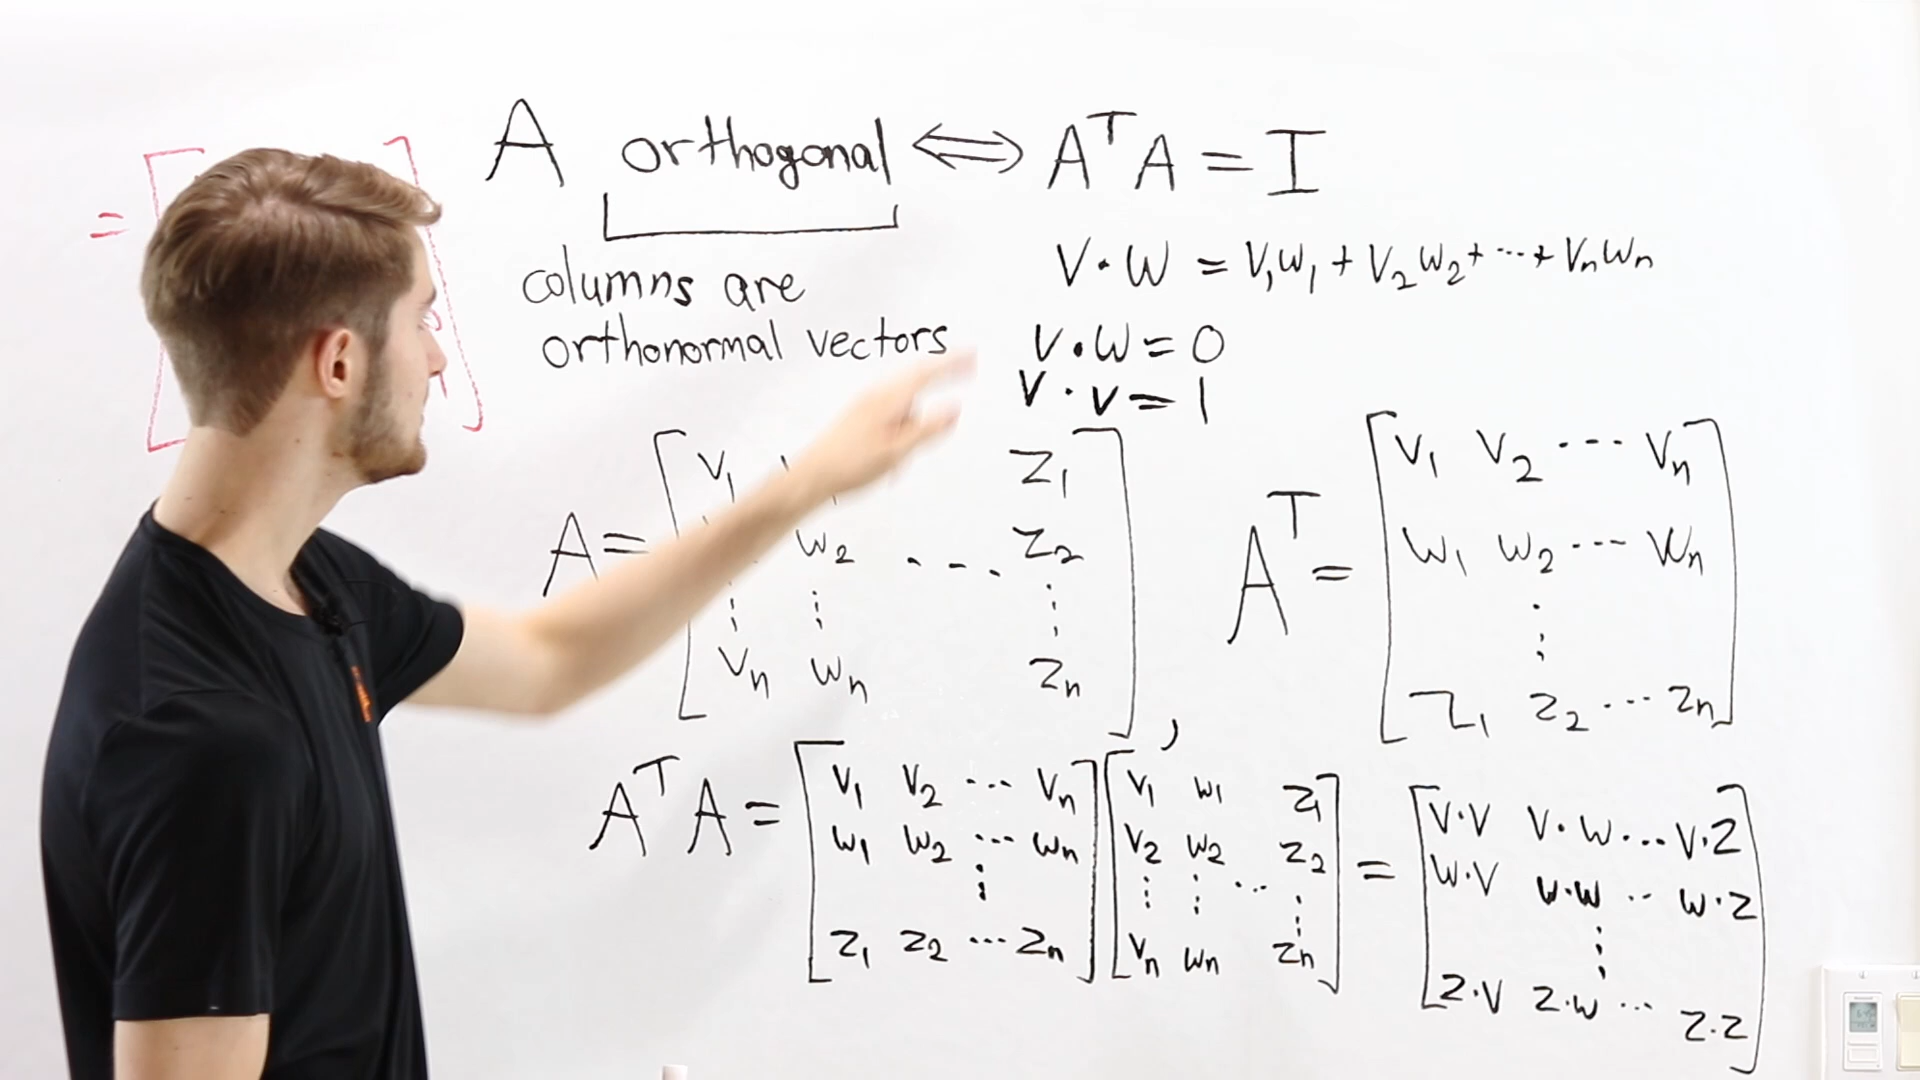 A orthogonal ⟺ AᵀA = I
=
columns are
orthonormal vectors
V · W = V₁W₁ + V₂W₂ + ··· + VₙWₙ
V · W = 0
V · V = 1
A =
V₁ Z₁
W₂ ··· Z₂
⋮ ⋮ ⋮
Vₙ Wₙ Zₙ
,
Aᵀ =
V₁ V₂ ··· Vₙ
W₁ W₂ ··· Wₙ
⋮
Z₁ Z₂ ··· Zₙ
AᵀA =
V₁ V₂ ··· Vₙ
W₁ W₂ ··· Wₙ
⋮
Z₁ Z₂ ··· Zₙ
V₁ W₁ Z₁
V₂ W₂ Z₂
⋮ ⋮ ··· ⋮
Vₙ Wₙ Zₙ
=
V·V V·W ··· V·Z
W·V W·W ·· W·Z
⋮
Z·V Z·W ··· Z·Z